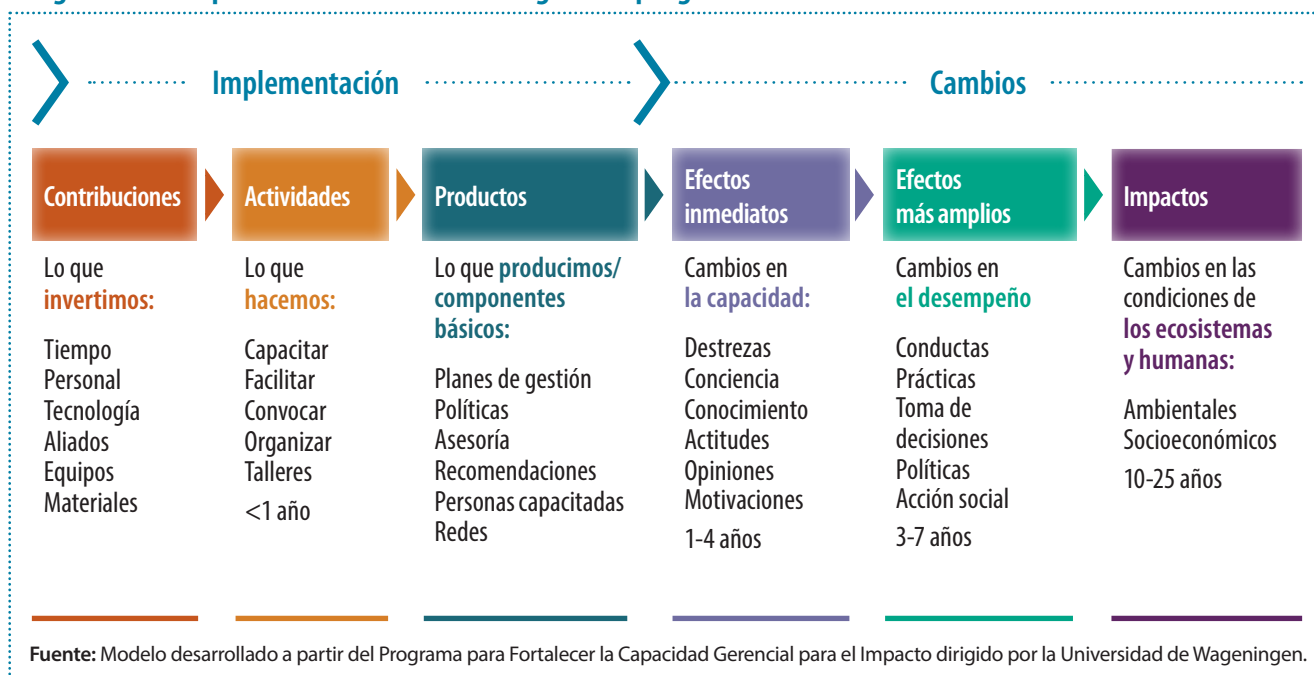 Implementación
Cambios
Contribuciones
Actividades
Productos
Efectos
inmediatos
Efectos
más amplios
Impactos
Lo que
invertimos:
Tiempo
Personal
Tecnología
Aliados
Equipos
Materiales
Lo que
hacemos:
Capacitar
Facilitar
Convocar
Organizar
Talleres
<1 año
Lo que producimos/
componentes
básicos:
Planes de gestión
Políticas
Asesoría
Recomendaciones
Personas capacitadas
Redes
Cambios en
la capacidad:
Destrezas
Conciencia
Conocimiento
Actitudes
Opiniones
Motivaciones
1-4 años
Cambios en
el desempeño
Conductas
Prácticas
Toma de
decisiones
Políticas
Acción social
3-7 años
Cambios en las
condiciones de
los ecosistemas
y humanas:
Ambientales
Socioeconómicos
10-25 años
Fuente: Modelo desarrollado a partir del Programa para Fortalecer la Capacidad Gerencial para el Impacto dirigido por la Universidad de Wageningen.